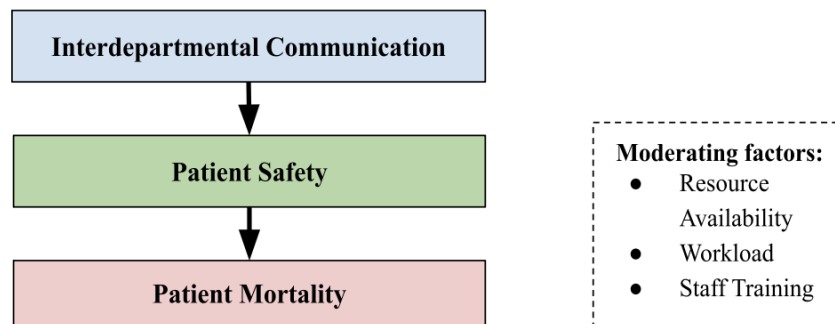 Interdepartmental Communication
Patient Safety
Patient Mortality
Moderating factors:
● Resource
Availability
● Workload
● Staff Training